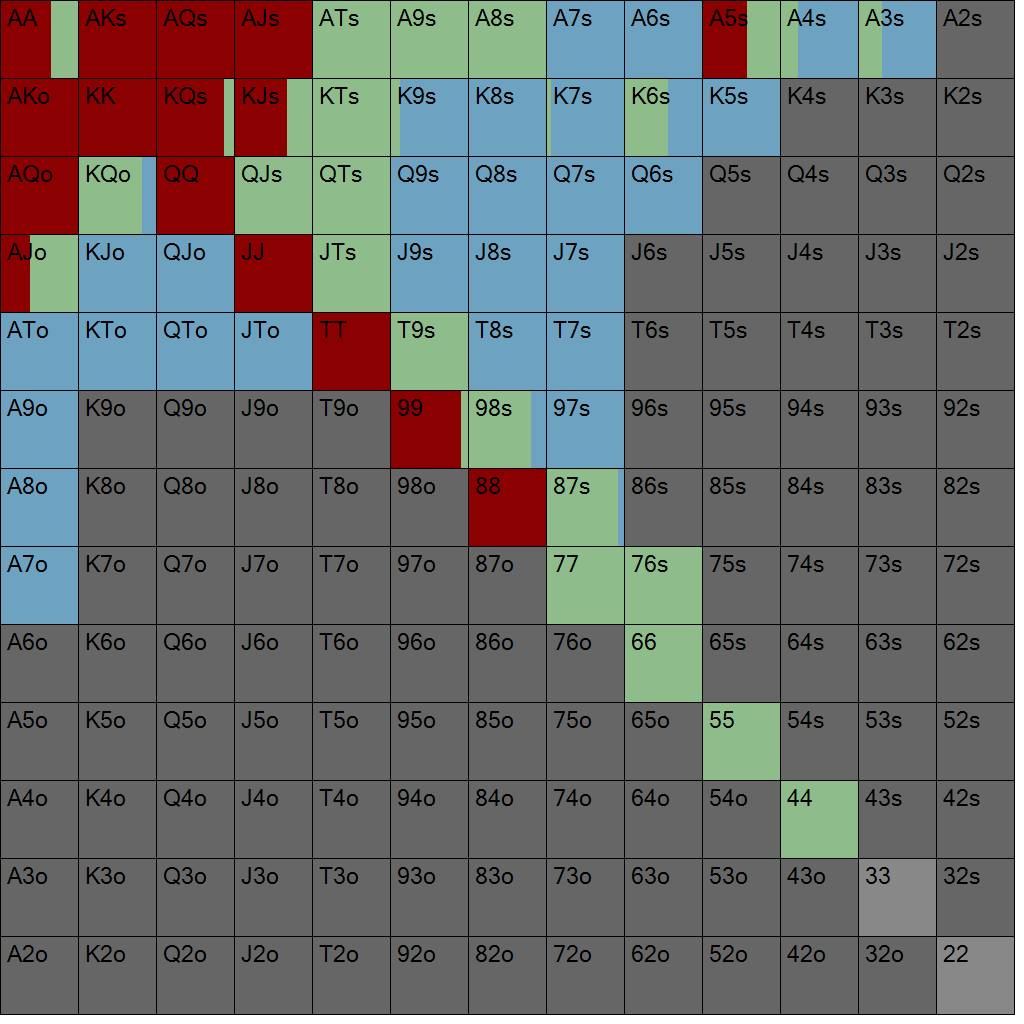 AA AKs AQs AJs ATs A9s A8s A7s A6s A5s A4s A3s A2s
AKo KK KQs KJs KTs K9s K8s K7s K6s K5s K4s K3s K2s
AQo KQo QQ QJs QTs Q9s Q8s Q7s Q6s Q5s Q4s Q3s Q2s
AJo KJo QJo JJ JTs J9s J8s J7s J6s J5s J4s J3s J2s
ATo KTo QTo JTo TT T9s T8s T7s T6s T5s T4s T3s T2s
A9o K9o Q9o J9o T9o 99 98s 97s 96s 95s 94s 93s 92s
A8o K8o Q8o J8o T8o 98o 88 87s 86s 85s 84s 83s 82s
A7o K7o Q7o J7o T7o 97o 87o 77 76s 75s 74s 73s 72s
A6o K6o Q6o J6o T6o 96o 86o 76o 66 65s 64s 63s 62s
A5o K5o Q5o J5o T5o 95o 85o 75o 65o 55 54s 53s 52s
A4o K4o Q4o J4o T4o 94o 84o 74o 64o 54o 44 43s 42s
A3o K3o Q3o J3o T3o 93o 83o 73o 63o 53o 43o 33 32s
A2o K2o Q2o J2o T2o 92o 82o 72o 62o 52o 42o 32o 22